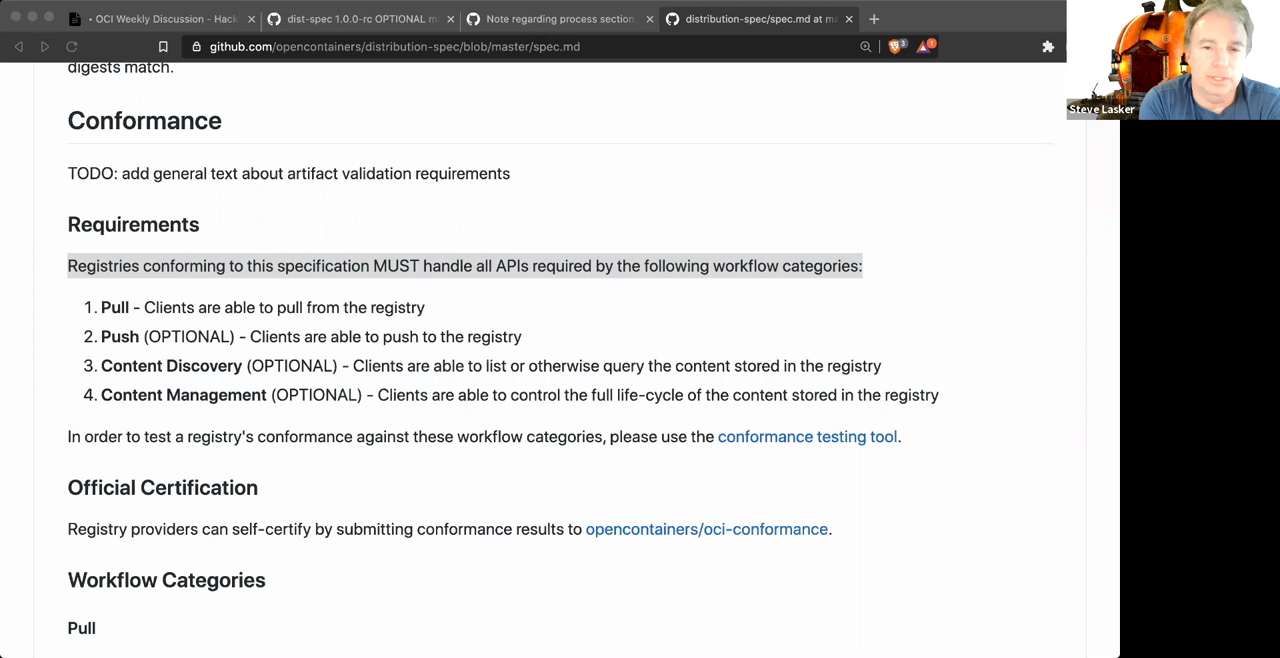 • OCI Weekly Discussion - Hack
dist-spec 1.0.0-rc OPTIONAL m
Note regarding process section
distribution-spec/spec.md at ma
github.com/opencontainers/distribution-spec/blob/master/spec.md
3
1
Steve Lasker
digests match.
Conformance
TODO: add general text about artifact validation requirements
Requirements
Registries conforming to this specification MUST handle all APIs required by the following workflow categories:
1. Pull - Clients are able to pull from the registry
2. Push (OPTIONAL) - Clients are able to push to the registry
3. Content Discovery (OPTIONAL) - Clients are able to list or otherwise query the content stored in the registry
4. Content Management (OPTIONAL) - Clients are able to control the full life-cycle of the content stored in the registry
In order to test a registry's conformance against these workflow categories, please use the conformance testing tool.
Official Certification
Registry providers can self-certify by submitting conformance results to opencontainers/oci-conformance.
Workflow Categories
Pull